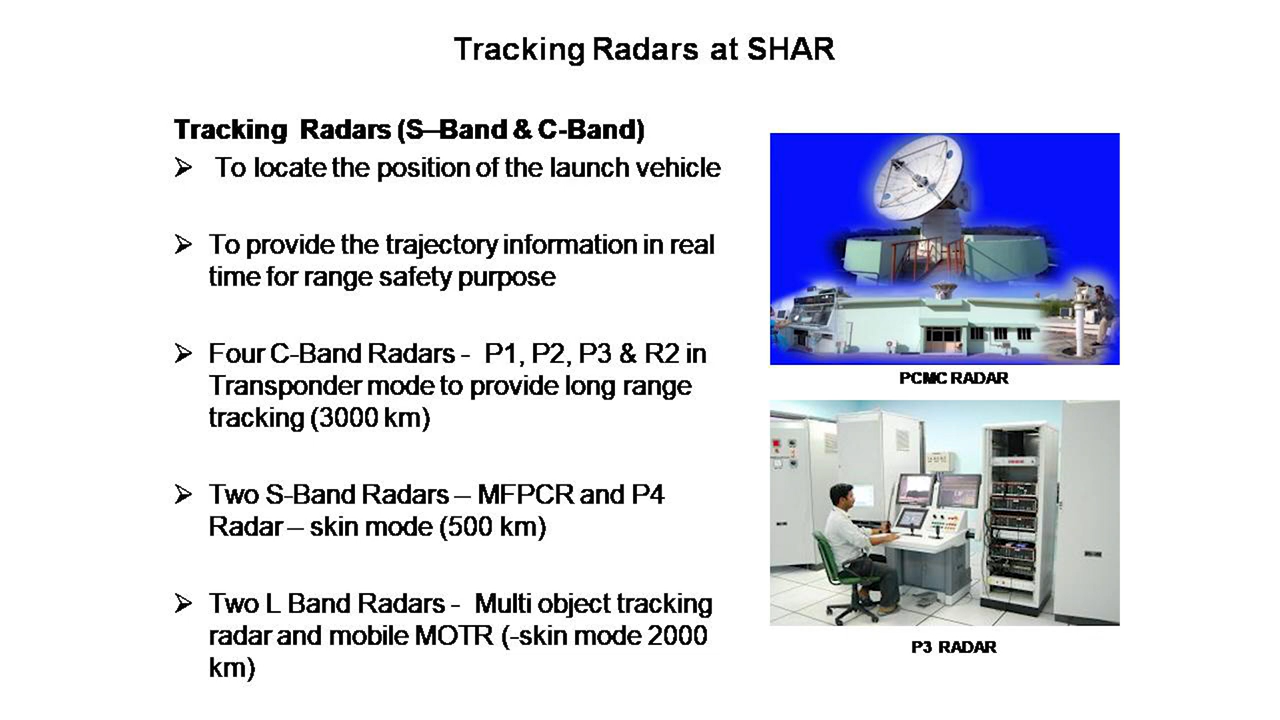 Tracking Radars at SHAR
Tracking Radars (S–Band & C-Band)
➢ To locate the position of the launch vehicle
➢ To provide the trajectory information in real
time for range safety purpose
➢ Four C-Band Radars - P1, P2, P3 & R2 in
Transponder mode to provide long range
tracking (3000 km)
➢ Two S-Band Radars – MFPCR and P4
Radar – skin mode (500 km)
➢ Two L Band Radars - Multi object tracking
radar and mobile MOTR (-skin mode 2000
km)
PCMC RADAR
P3 RADAR